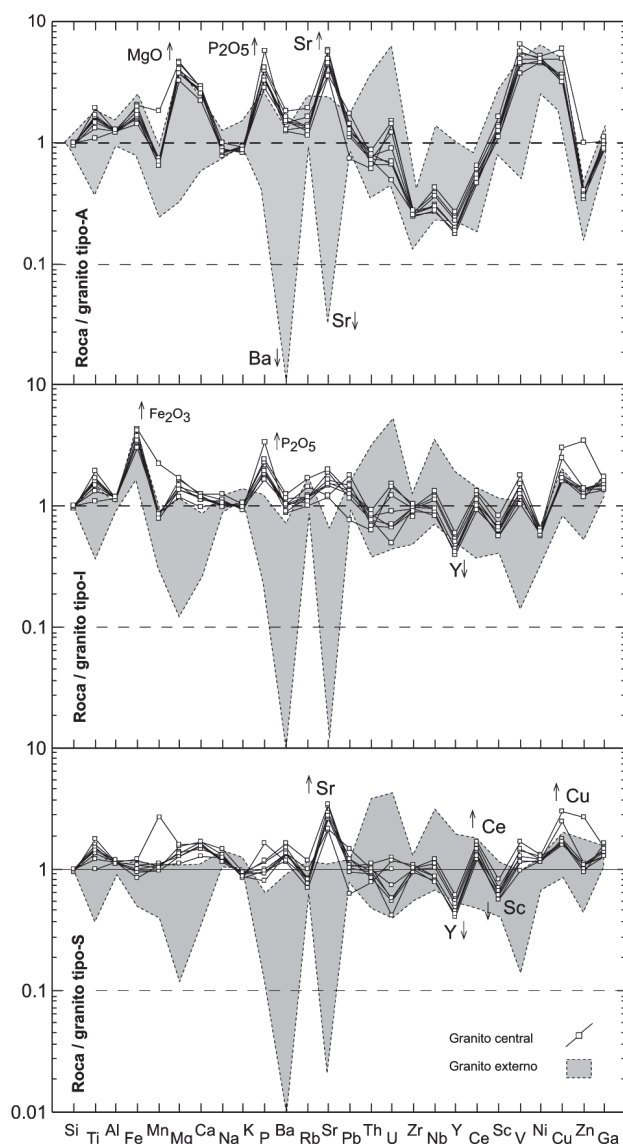 10
MgO ↑
P2O5 ↑
Sr ↑
1
0.1
Sr↓
Ba↓
Roca / granito tipo-A
10
↑ Fe2O3
↑P2O5
1
Y↓
0.1
Roca / granito tipo-I
10
↑ Sr
↑ Cu
↑ Ce
1
↓ Sc
Y↓
0.1
Granito central
Granito externo
Roca / granito tipo-S
0.01
Si Ti Al Fe Mn Mg Ca Na K P Ba Rb Sr Pb Th U Zr Nb Y Ce Sc V Ni Cu Zn Ga